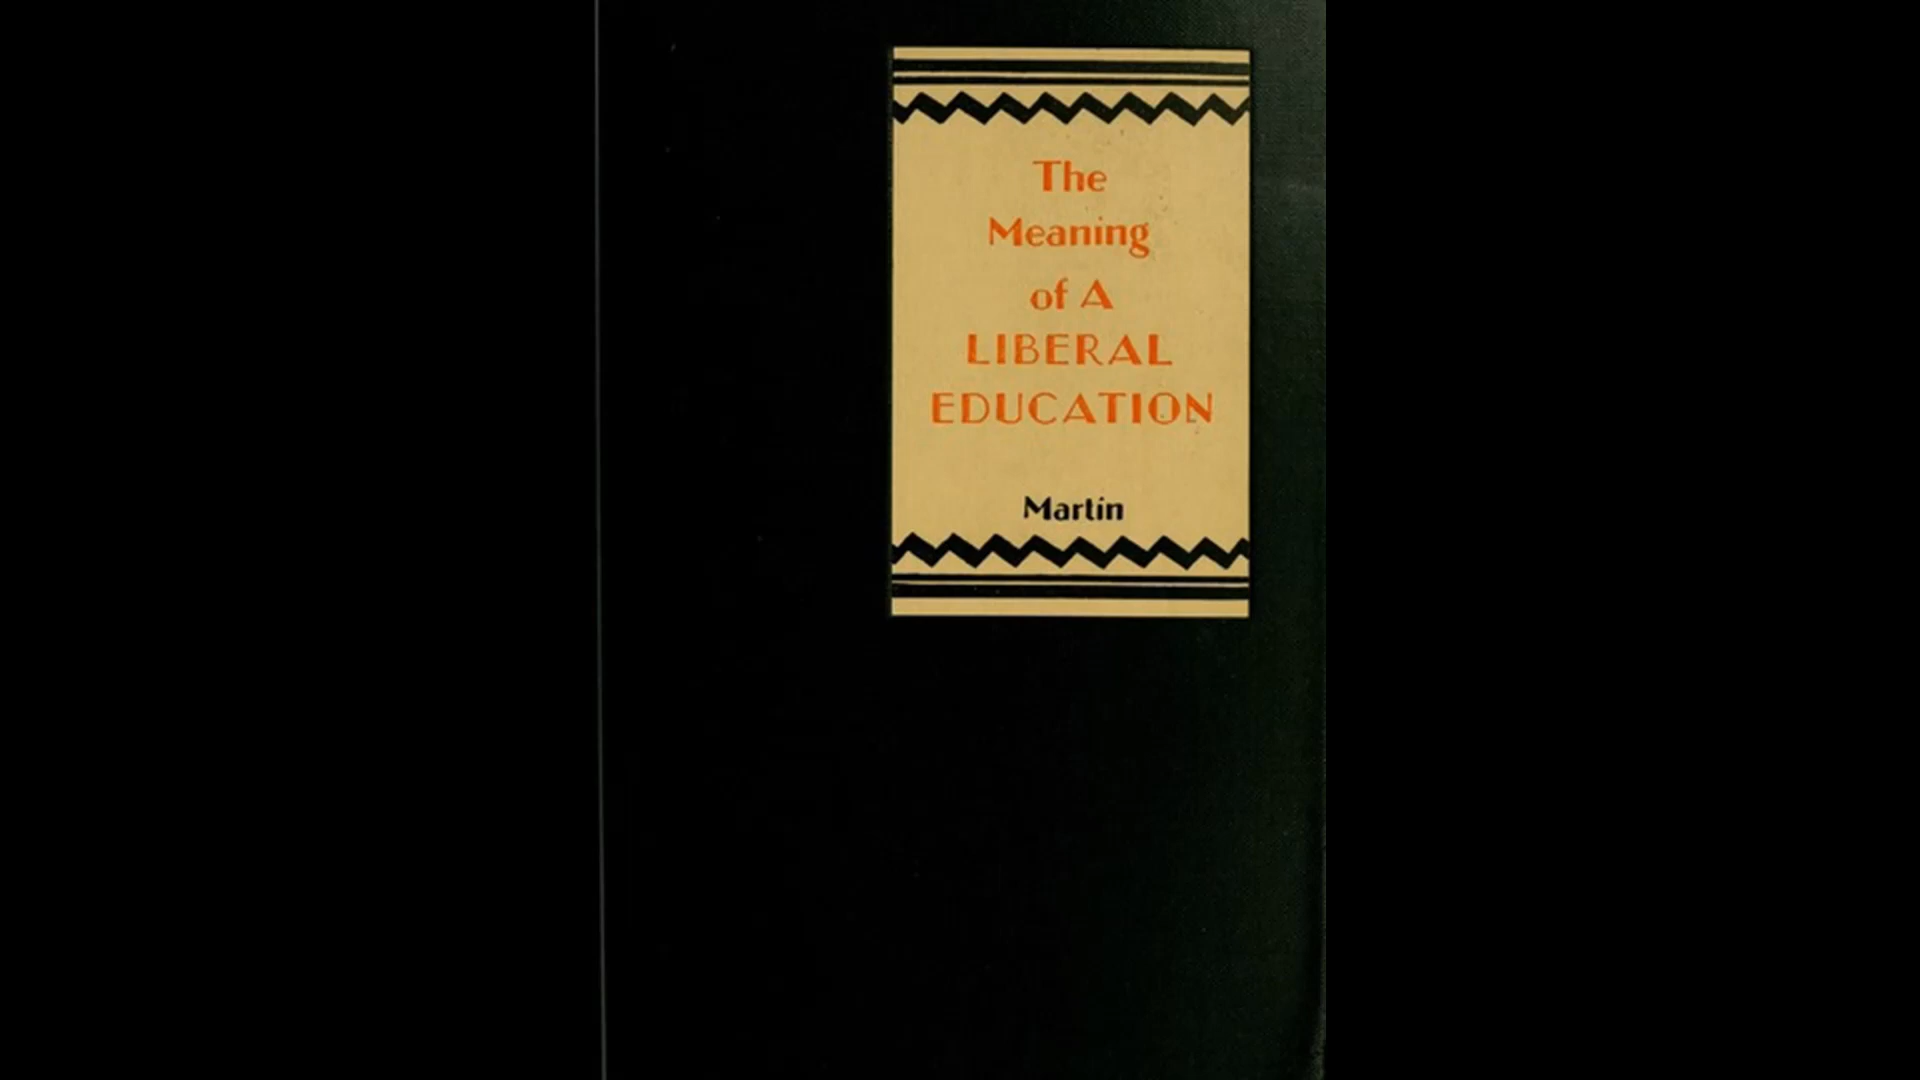 The
Meaning
of A
LIBERAL
EDUCATION
Martin